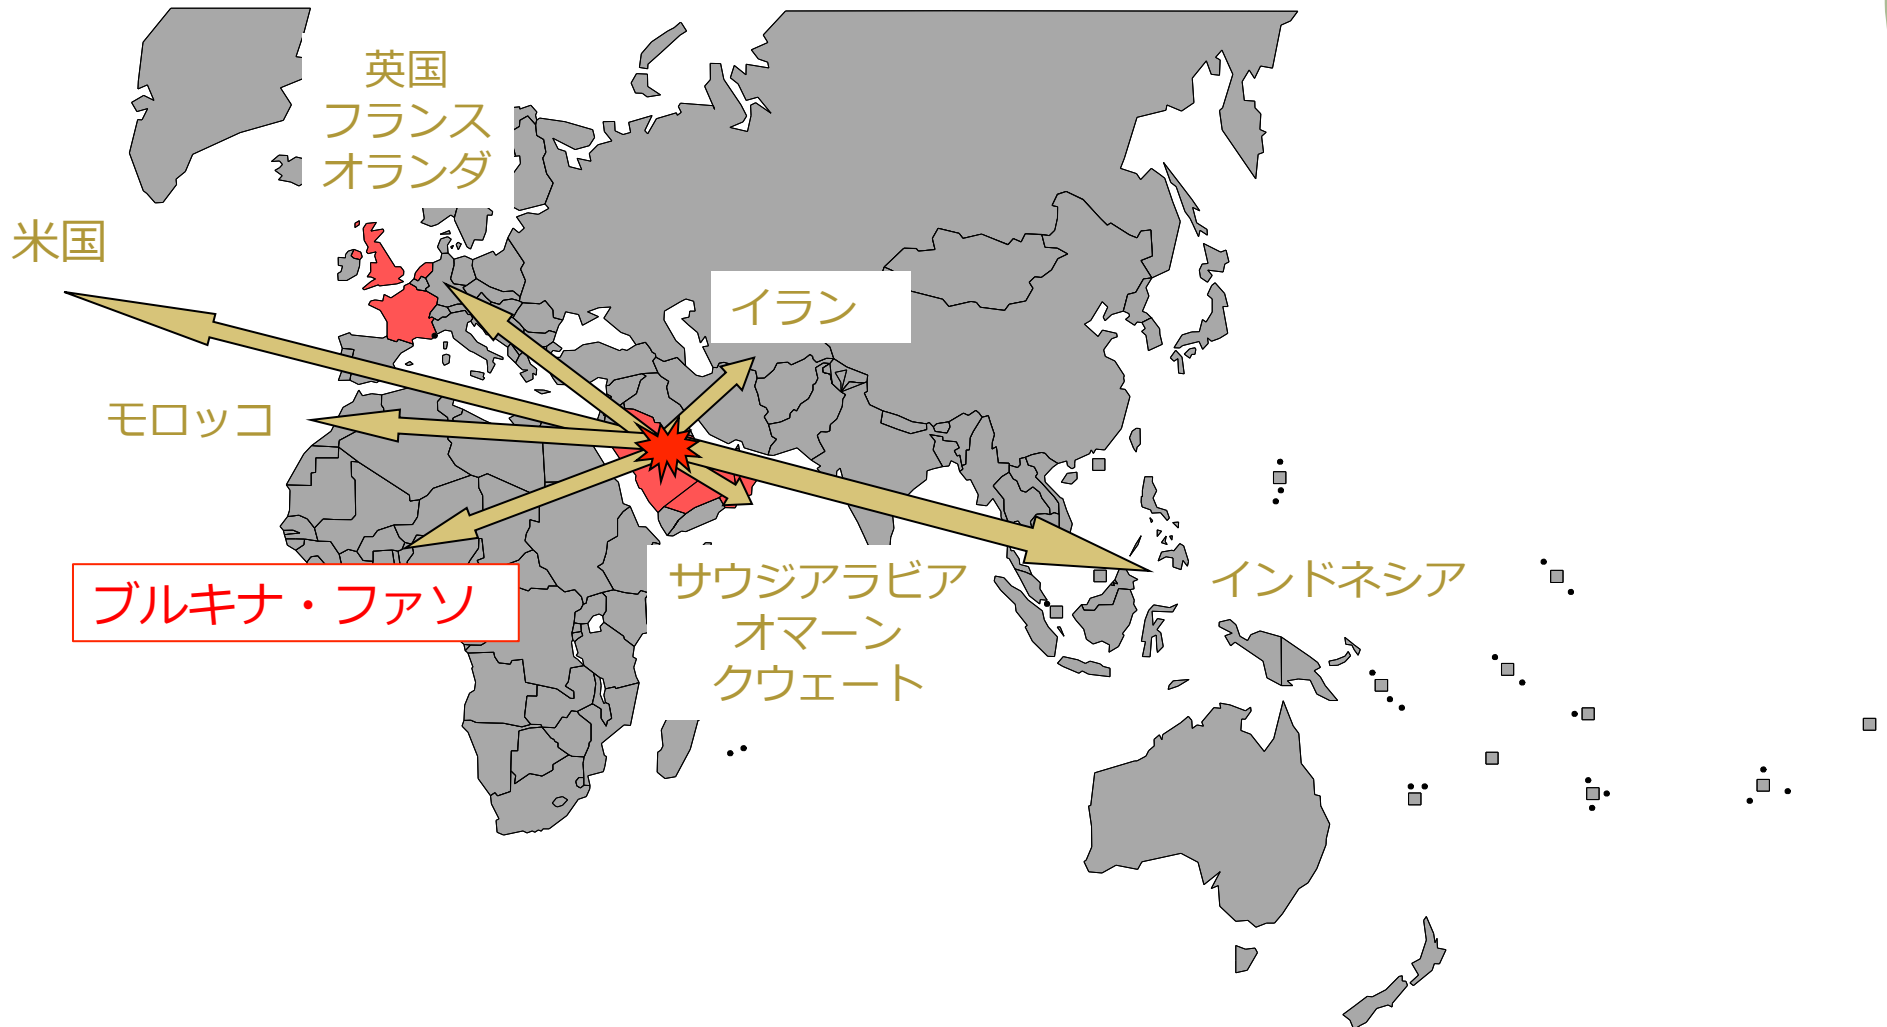 英国
フランス
オランダ
米国
イラン
モロッコ
ブルキナ・ファソ
サウジアラビア
オマーン
クウェート
インドネシア